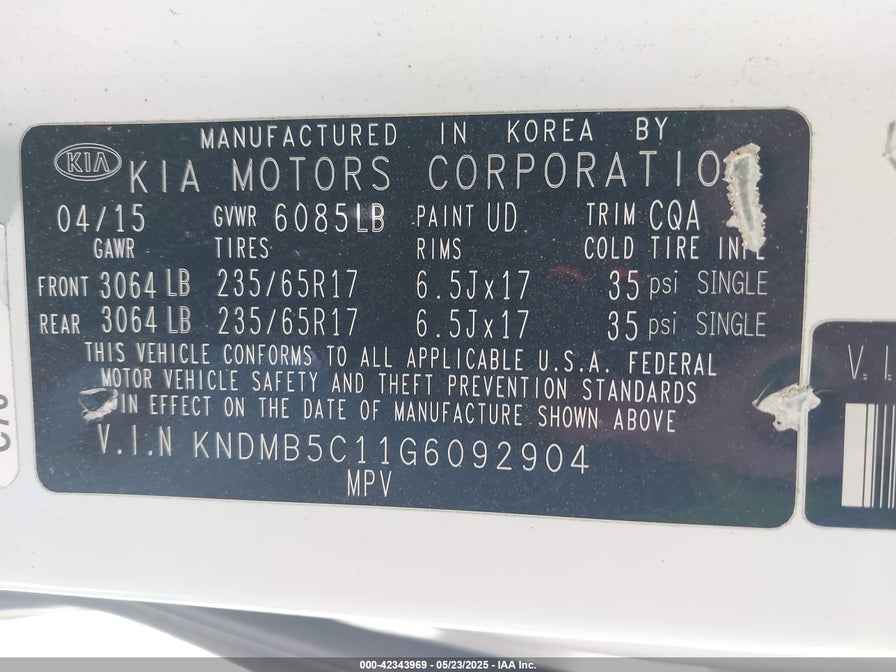 MANUFACTURED IN KOREA BY
KIA KIA MOTORS CORPORATIO
04/15 GVWR 6085LB PAINT UD TRIM CQA
GAWR TIRES RIMS COLD TIRE INFL
FRONT 3064 LB 235/65R17 6.5Jx17 35 psi SINGLE
REAR 3064 LB 235/65R17 6.5Jx17 35 psi SINGLE
THIS VEHICLE CONFORMS TO ALL APPLICABLE U.S.A. FEDERAL
MOTOR VEHICLE SAFETY AND THEFT PREVENTION STANDARDS
IN EFFECT ON THE DATE OF MANUFACTURE SHOWN ABOVE
V.I.N KNDMB5C11G6092904
MPV
V.I.
000-42343969 — 05/23/2025 — IAA Inc.